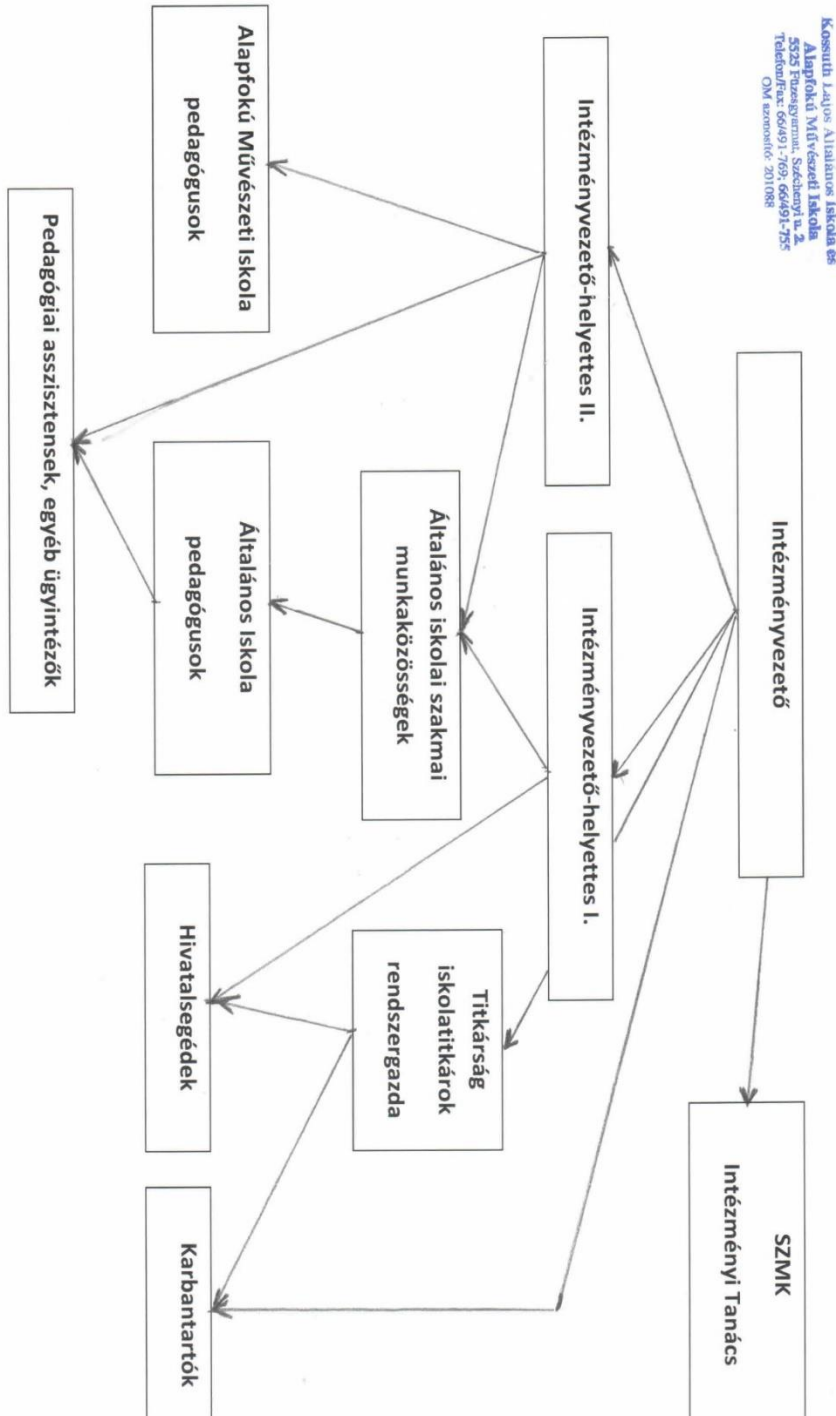 Kossuth Lajos Általános Iskola és
Alapfokú Művészeti Iskola
5525 Füzesgyarmat, Széchenyi u. 2.
Telefon/Fax: 66/491-769; 66/491-755
OM azonosító: 201088
Intézményvezető
SZMK
Intézményi Tanács
Intézményvezető-helyettes II.
Intézményvezető-helyettes I.
Általános iskolai szakmai
munkaközösségek
Titkárság
iskolatitkárok
rendszergazda
Alapfokú Művészeti Iskola
pedagógusok
Általános Iskola
pedagógusok
Hivatalsegédek
Karbantartók
Pedagógiai asszisztensek, egyéb ügyintézők